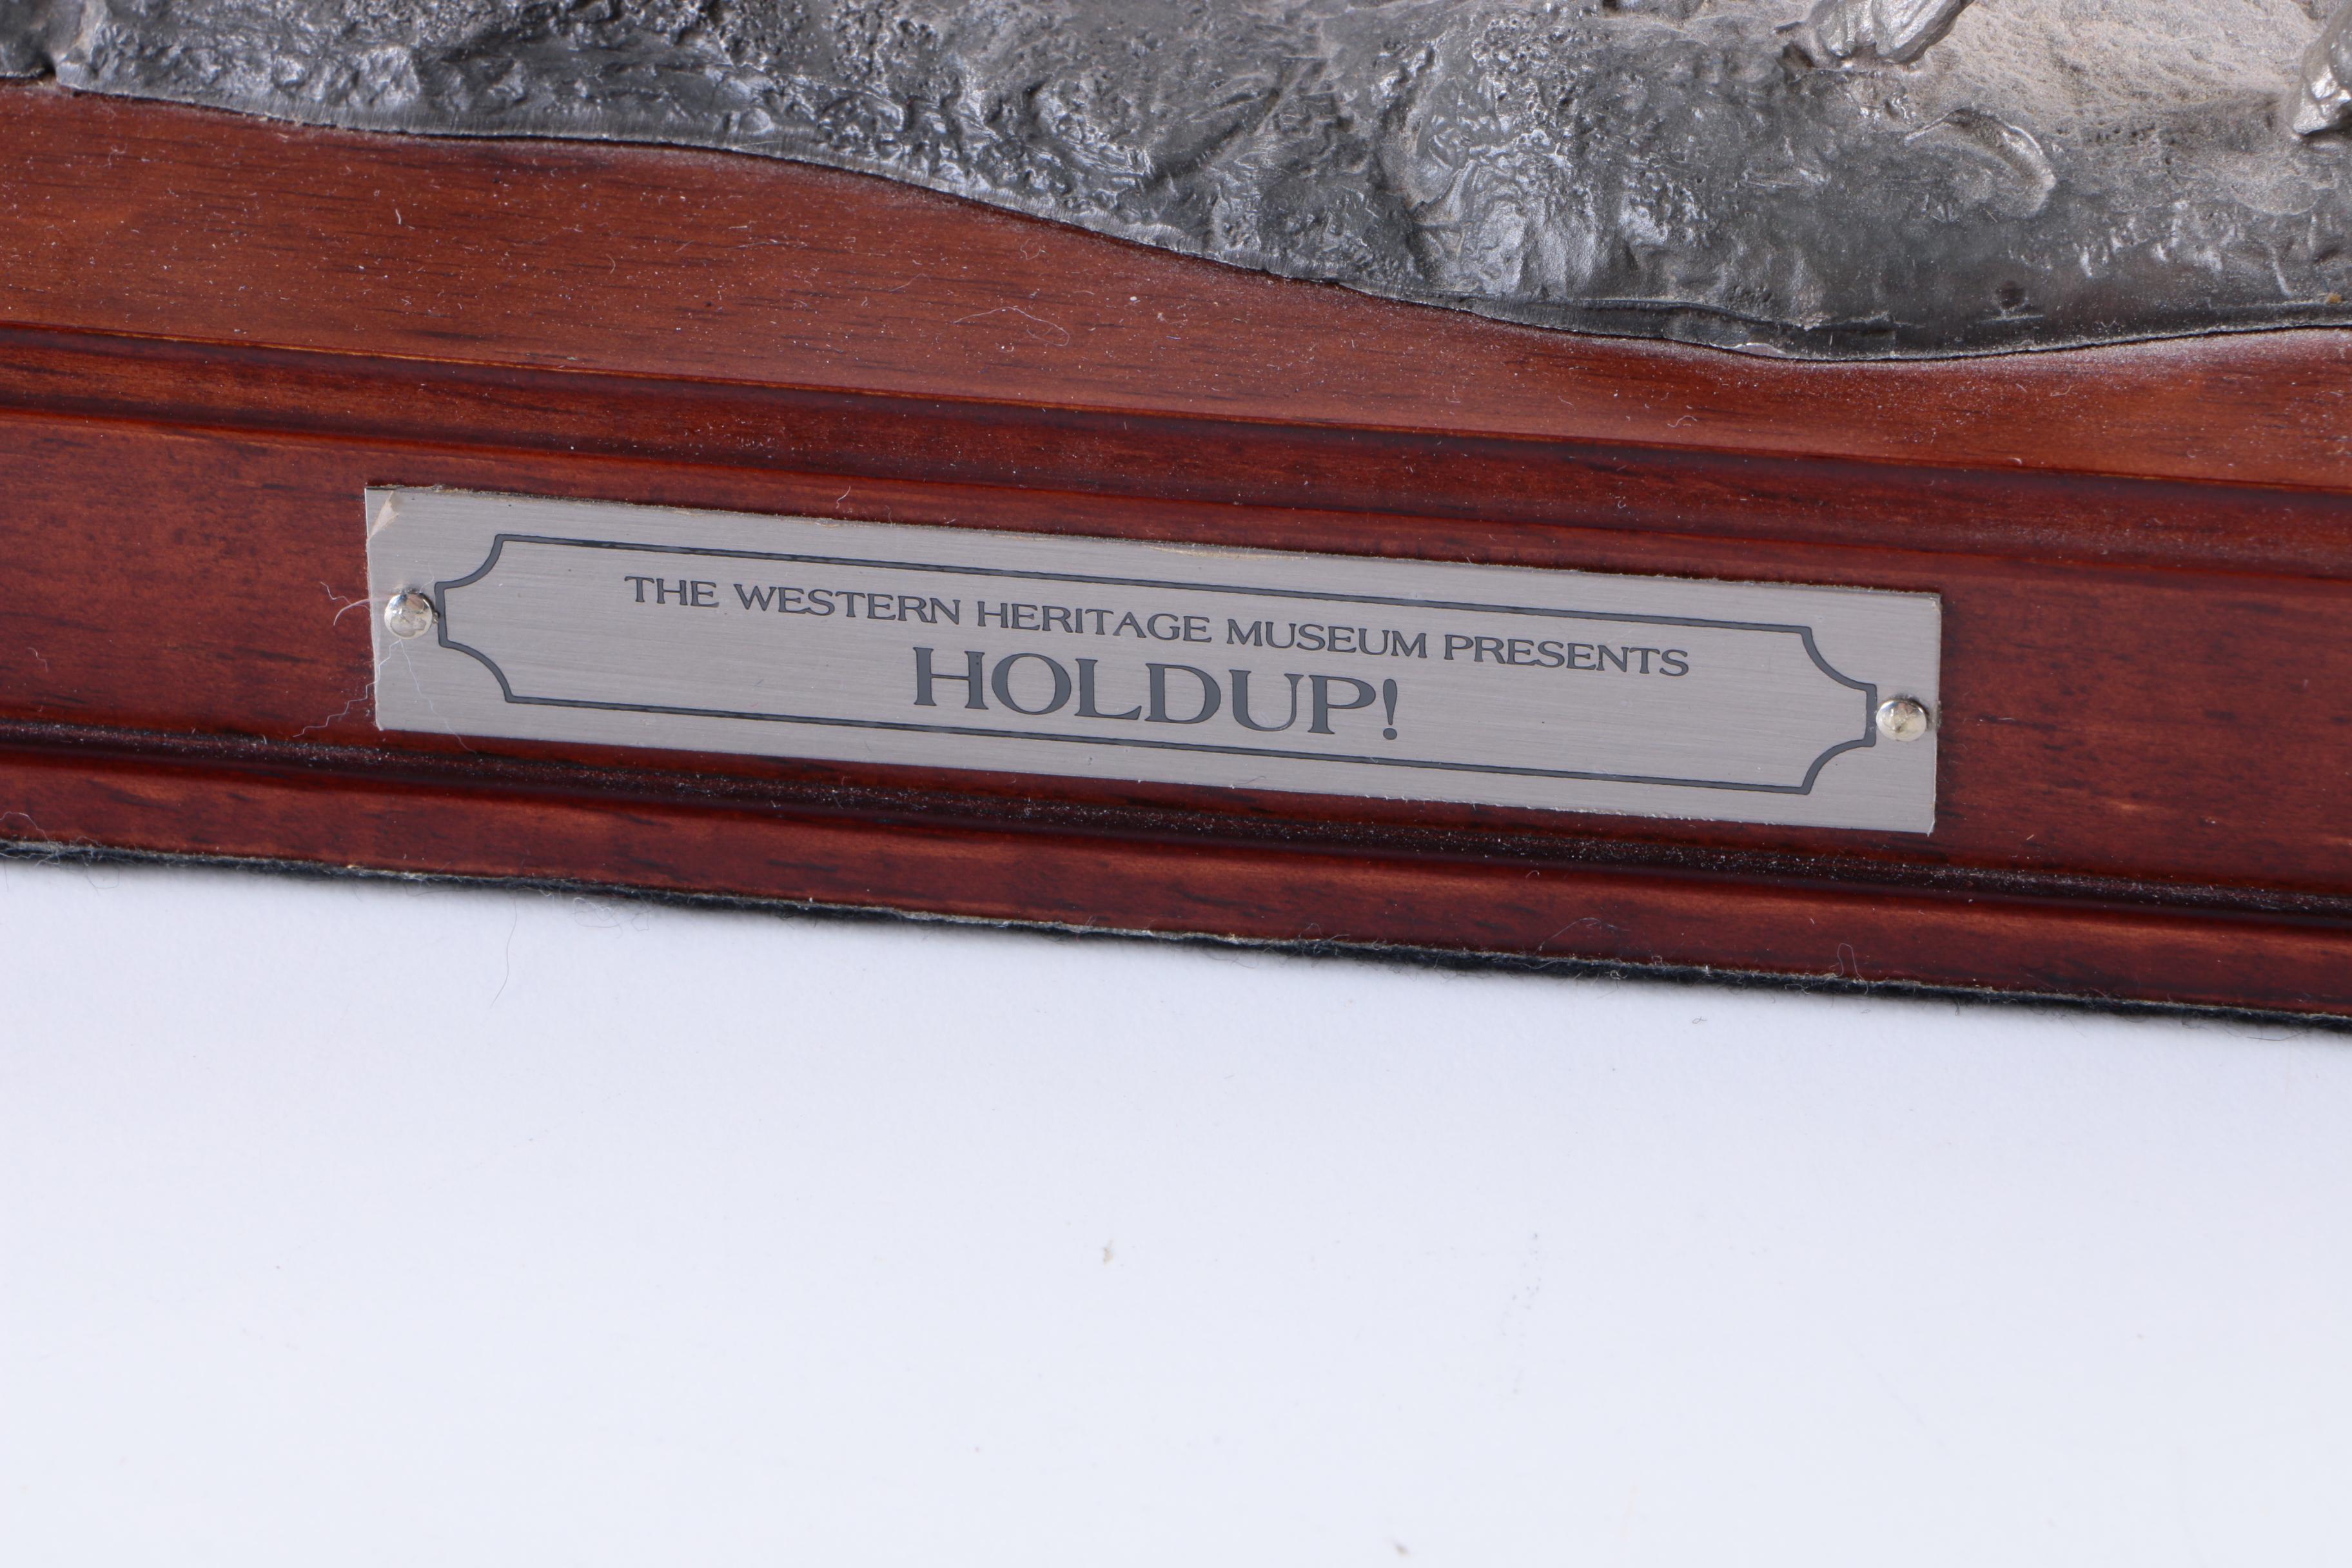 THE WESTERN HERITAGE MUSEUM PRESENTS
HOLDUP!